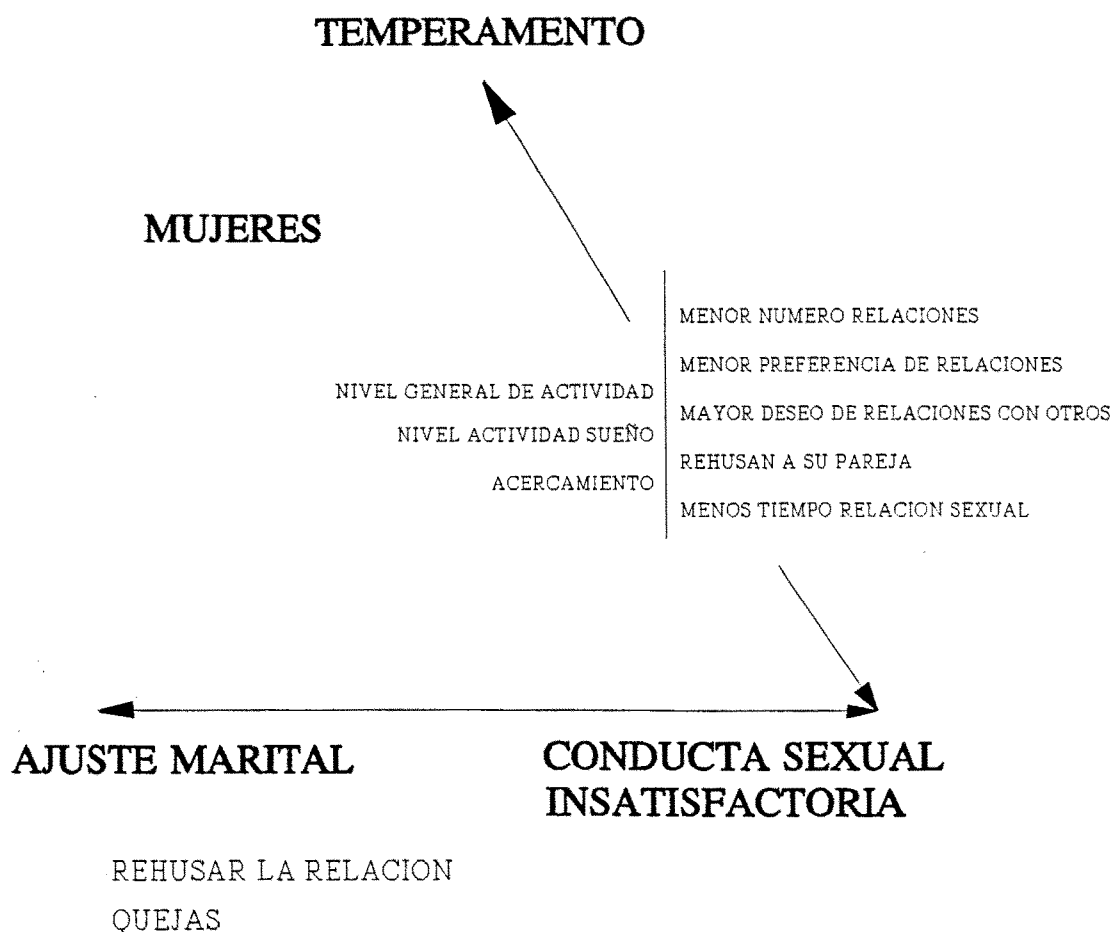 TEMPERAMENTO
MUJERES
NIVEL GENERAL DE ACTIVIDAD
NIVEL ACTIVIDAD SUEÑO
ACERCAMIENTO
MENOR NUMERO RELACIONES
MENOR PREFERENCIA DE RELACIONES
MAYOR DESEO DE RELACIONES CON OTROS
REHUSAN A SU PAREJA
MENOS TIEMPO RELACION SEXUAL
AJUSTE MARITAL
CONDUCTA SEXUAL
INSATISFACTORIA
REHUSAR LA RELACION
QUEJAS